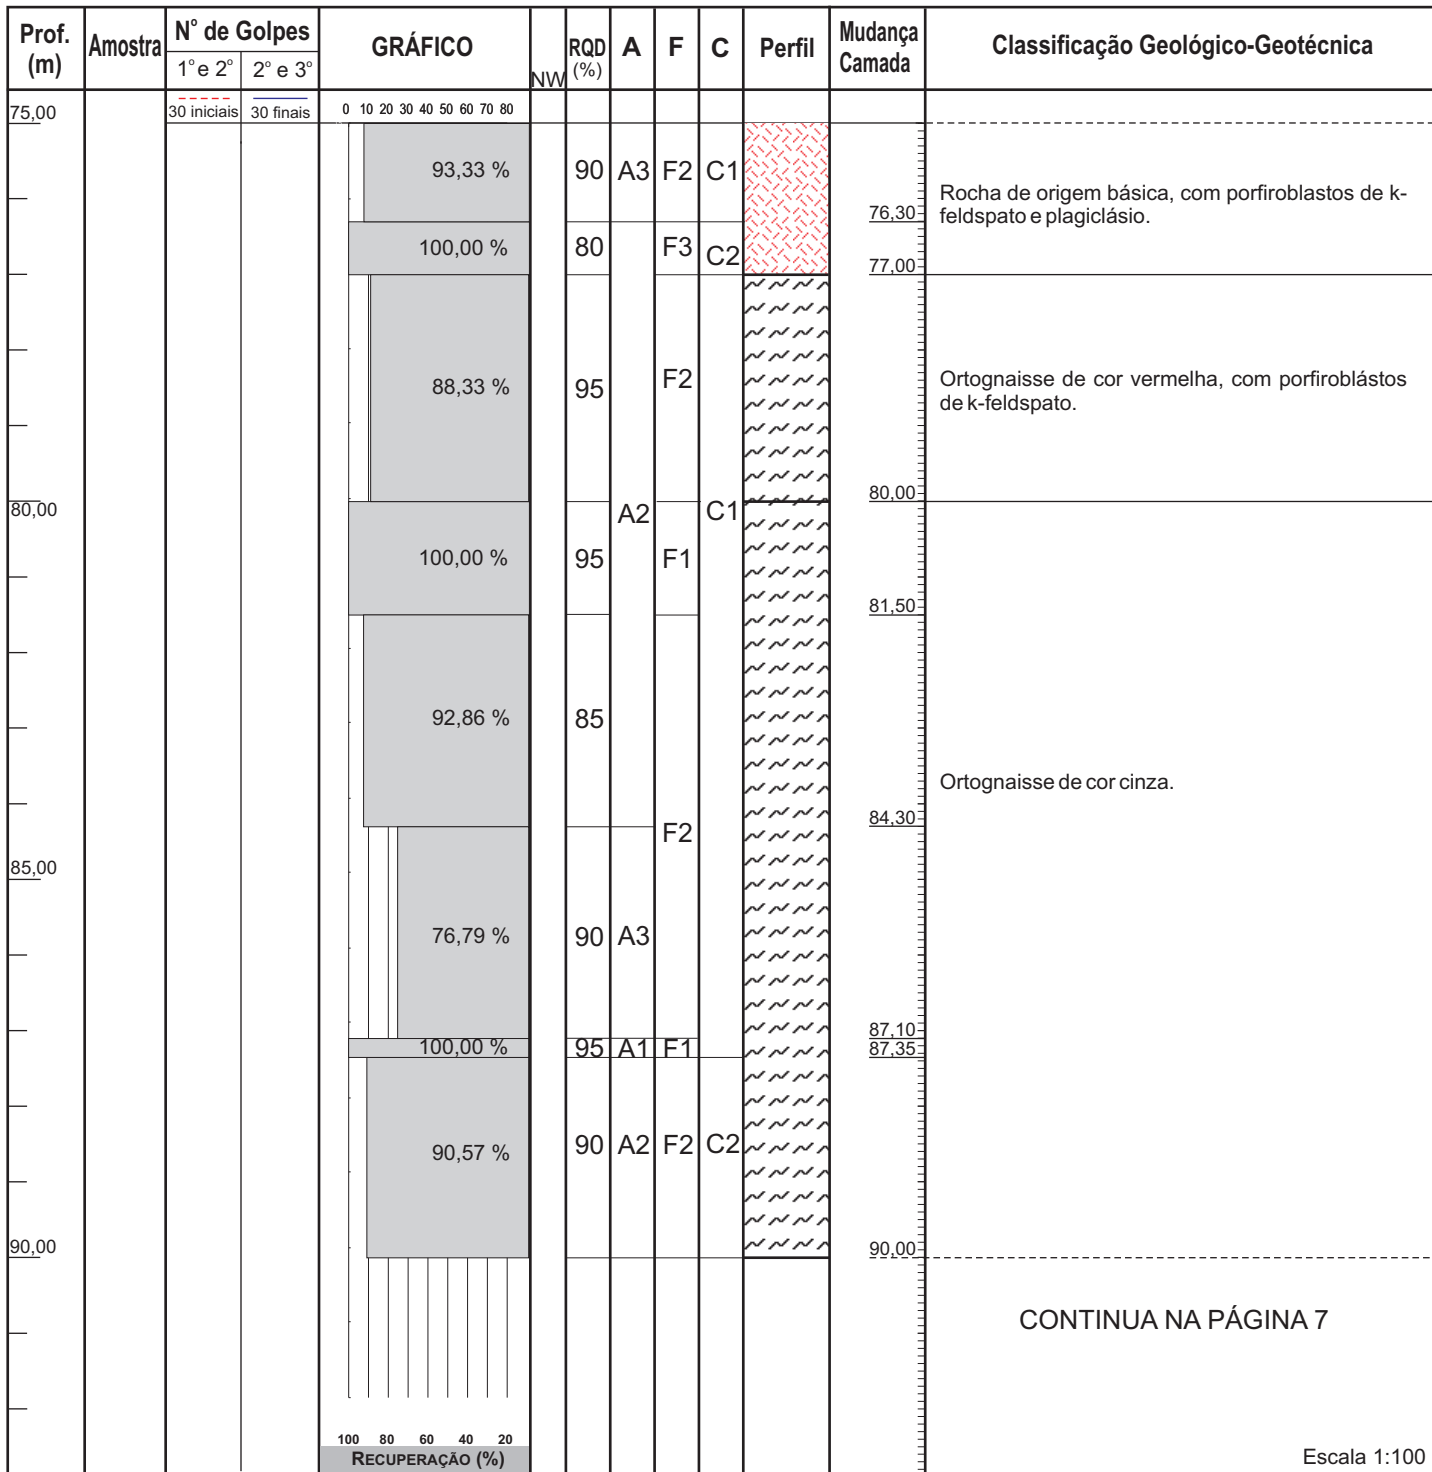 Prof. (m) Amostra N° de Golpes GRÁFICO NW RQD (%) A F C Perfil Mudança Camada Classificação Geológico-Geotécnica
1° e 2° 2° e 3°
30 iniciais 30 finais 0 10 20 30 40 50 60 70 80
75,00
93,33 % 90 A3 F2 C1
Rocha de origem básica, com porfiroblastos de k-
feldspato e plagiclásio.
76,30
100,00 % 80 F3 C2
77,00
88,33 % 95 F2
Ortognaisse de cor vermelha, com porfiroblástos
de k-feldspato.
80,00
80,00 A2 C1
100,00 % 95 F1
81,50
92,86 % 85
Ortognaisse de cor cinza.
84,30
F2
85,00
76,79 % 90 A3
87,10
100,00 % 95 A1 F1
87,35
90,57 % 90 A2 F2 C2
90,00 90,00
CONTINUA NA PÁGINA 7
100 80 60 40 20
RECUPERAÇÃO (%)
Escala 1:100